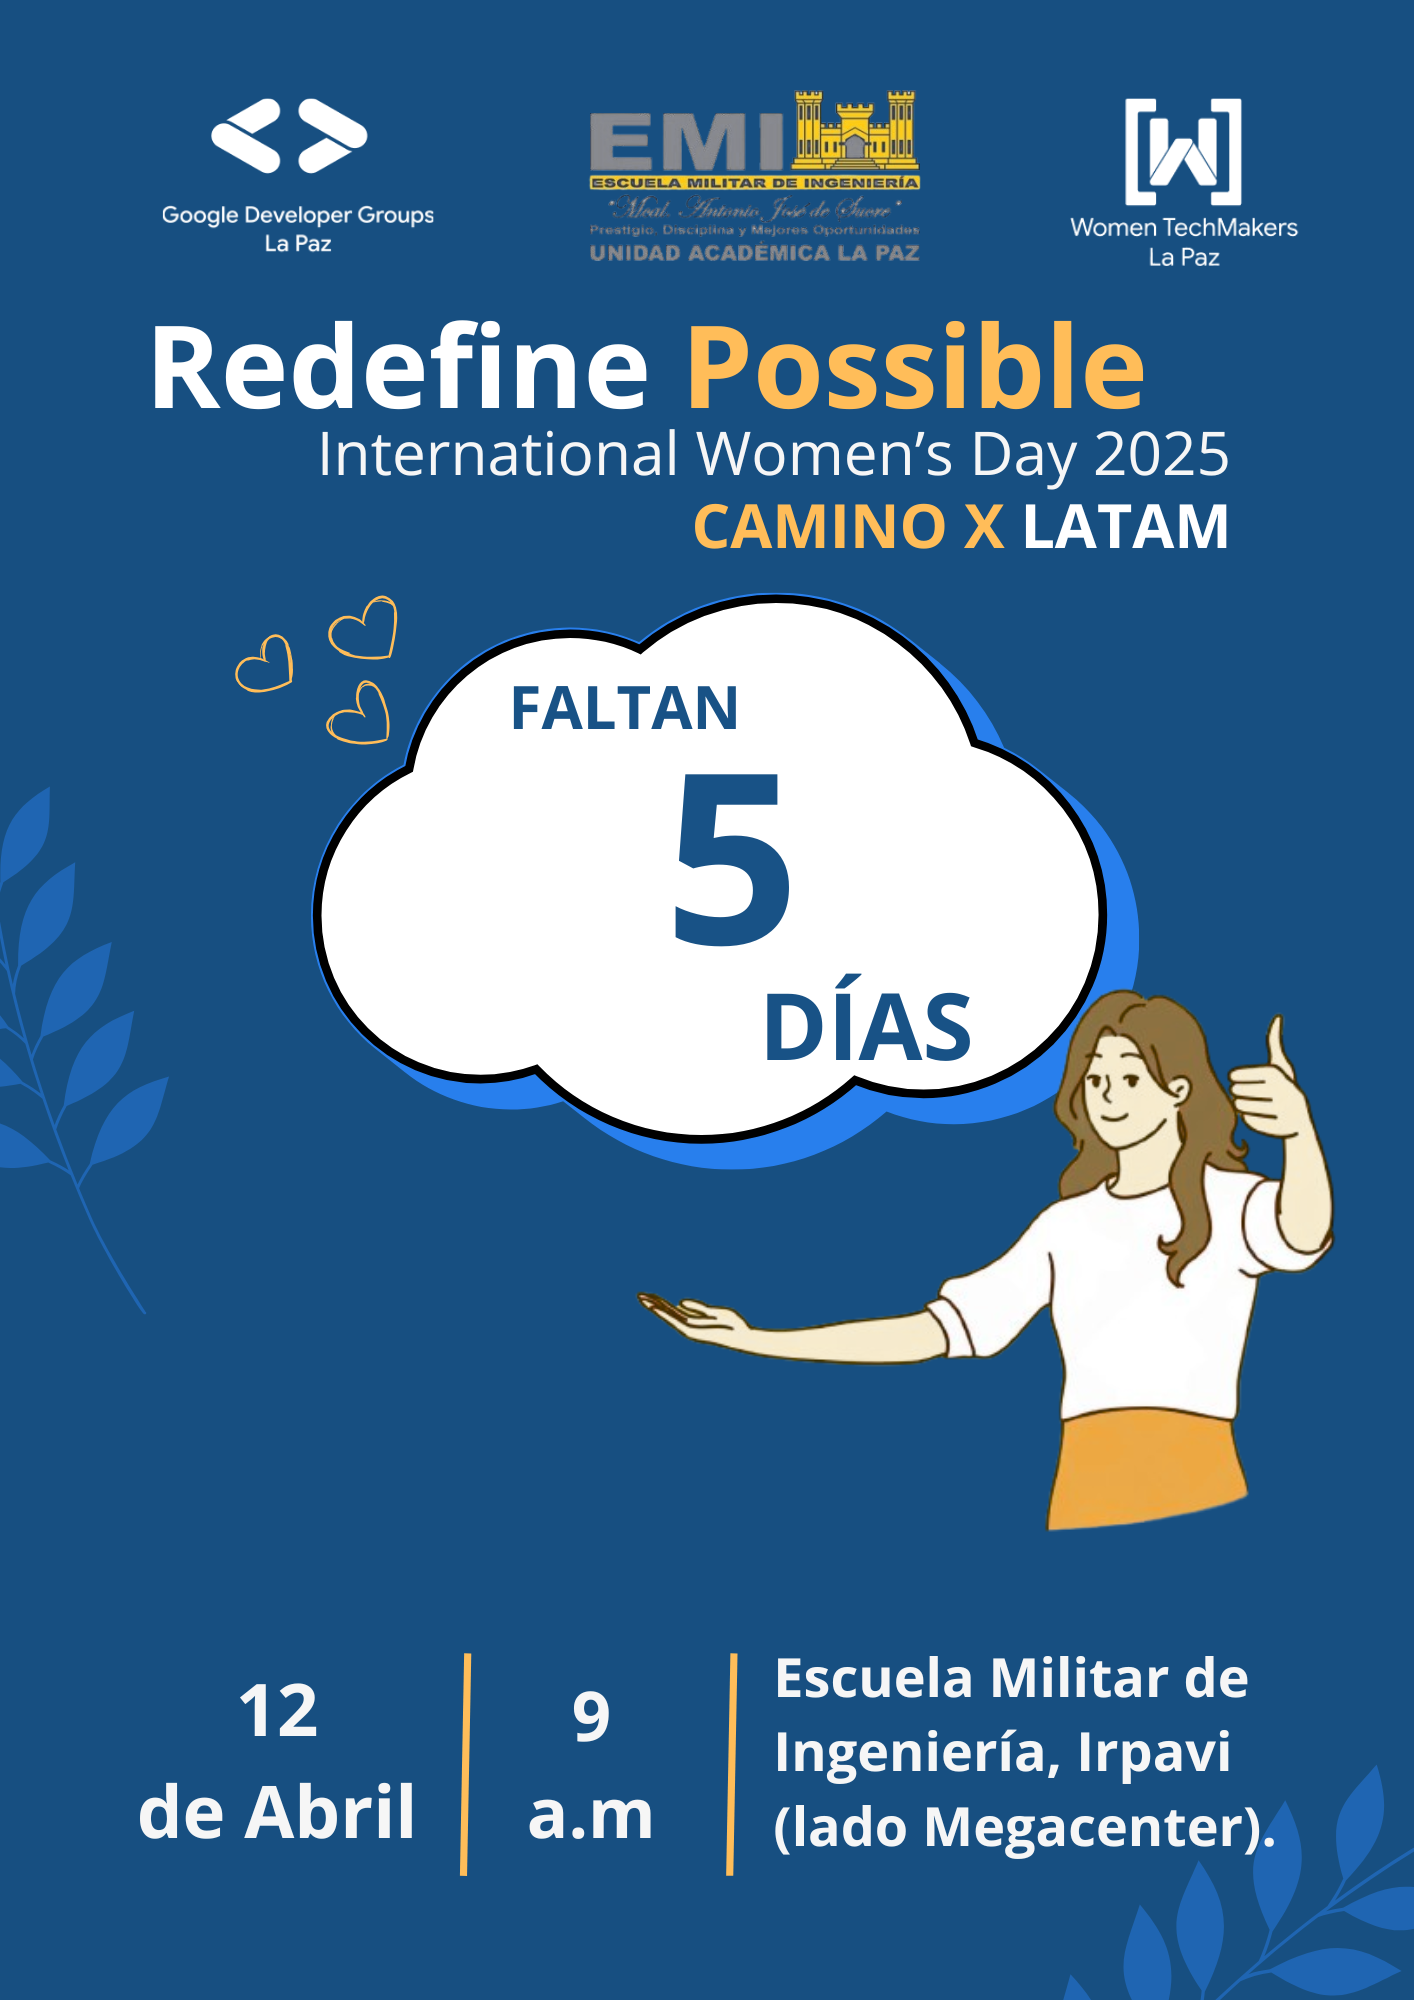 Google Developer Groups
La Paz
EMI
ESCUELA MILITAR DE INGENIERÍA
"Mcal. Antonio José de Sucre"
Prestigio, Disciplina y Mejores Oportunidades
UNIDAD ACADÉMICA LA PAZ
Women TechMakers
La Paz
Redefine Possible
International Women's Day 2025
CAMINO X LATAM
FALTAN
5
DÍAS
12
de Abril
9
a.m
Escuela Militar de
Ingeniería, Irpavi
(lado Megacenter).